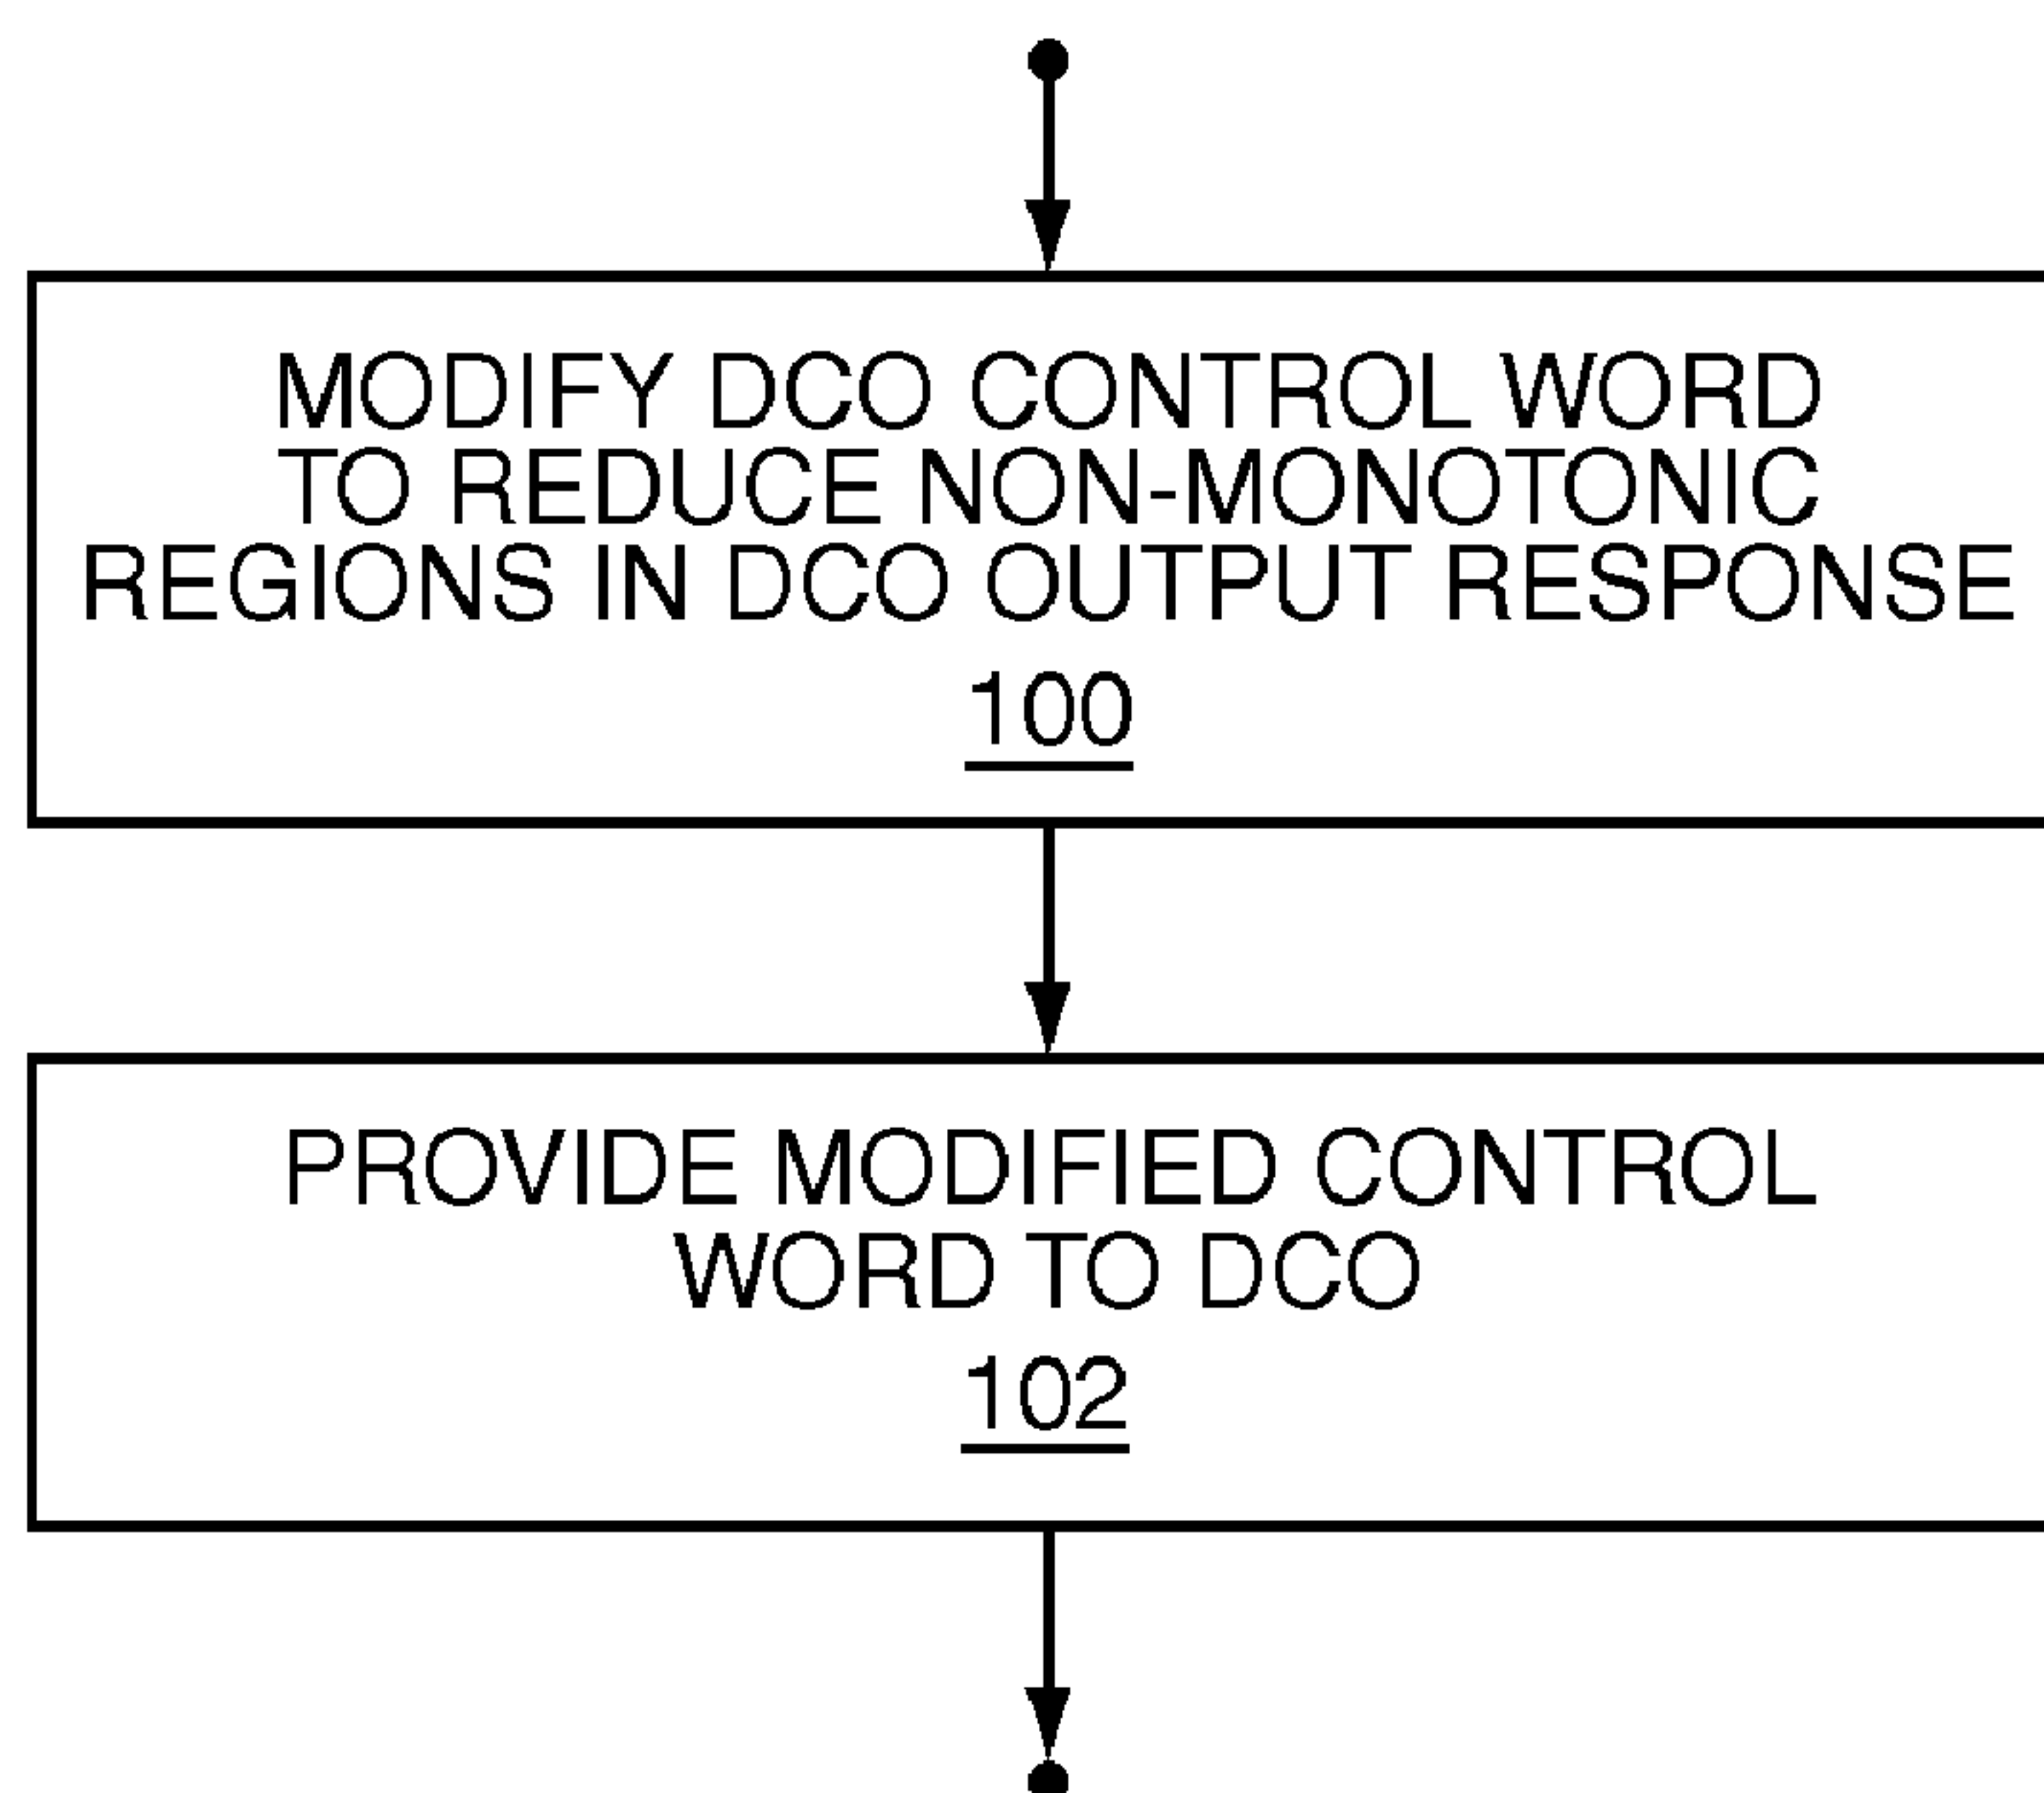 MODIFY DCO CONTROL WORD
TO REDUCE NON-MONOTONIC
REGIONS IN DCO OUTPUT RESPONSE
100
PROVIDE MODIFIED CONTROL
WORD TO DCO
102